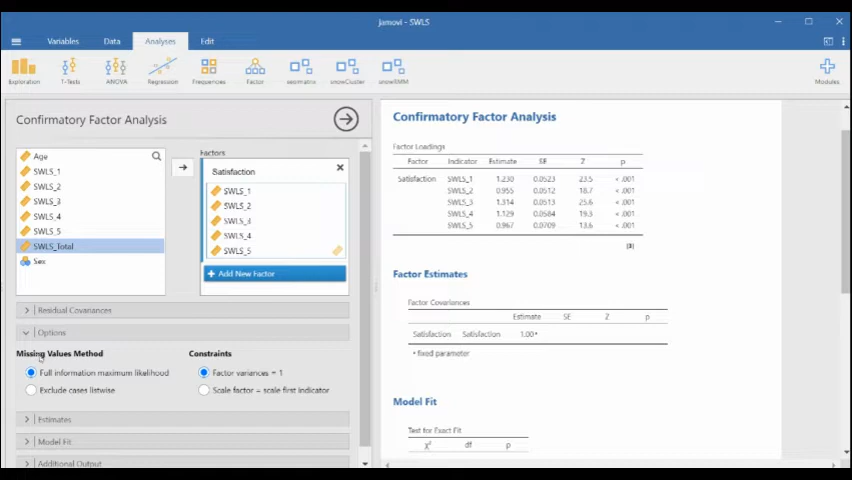 Jamovi - SWLS
Variables Data Analyses Edit
Exploration T-Tests ANOVA Regression Frequencies Factor seolmatrix snowCluster snowRMM Modules
Confirmatory Factor Analysis
Age
SWLS_1
SWLS_2
SWLS_3
SWLS_4
SWLS_5
SWLS_Total
Sex
Factors
Satisfaction
SWLS_1
SWLS_2
SWLS_3
SWLS_4
SWLS_5
+ Add New Factor
Residual Covariances
Options
Missing Values Method
Full information maximum likelihood
Exclude cases listwise
Constraints
Factor variances = 1
Scale factor = scale first indicator
Estimates
Model Fit
Additional Output
Confirmatory Factor Analysis
Factor Loadings
Factor Indicator Estimate SE Z p
Satisfaction SWLS_1 1.230 0.0523 23.5 < .001
SWLS_2 0.955 0.0512 18.7 < .001
SWLS_3 1.314 0.0513 25.6 < .001
SWLS_4 1.129 0.0584 19.3 < .001
SWLS_5 0.967 0.0709 13.6 < .001
[3]
Factor Estimates
Factor Covariances
Estimate SE Z p
Satisfaction Satisfaction 1.00 •
• fixed parameter
Model Fit
Test for Exact Fit
χ² df p